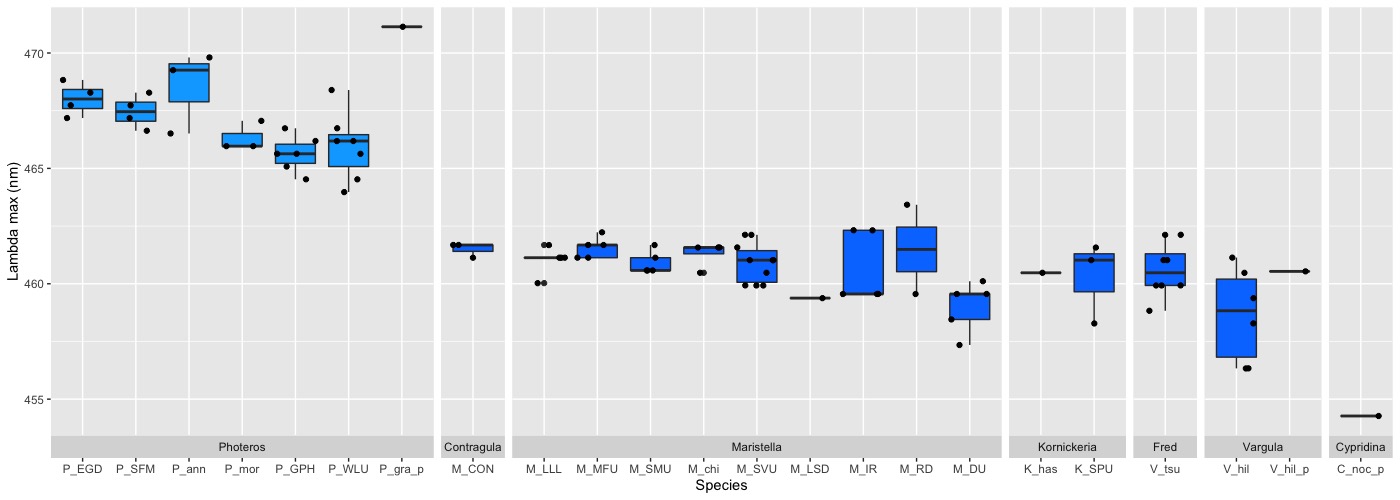 Lambda max (nm)
470
465
460
455
Photeros Contragula Maristella Kornickeria Fred Vargula Cypridina
P_EGD P_SFM P_ann P_mor P_GPH P_WLU P_gra_p M_CON M_LLL M_MFU M_SMU M_chi M_SVU M_LSD M_IR M_RD M_DU K_has K_SPU V_tsu V_hil V_hil_p C_noc_p
Species